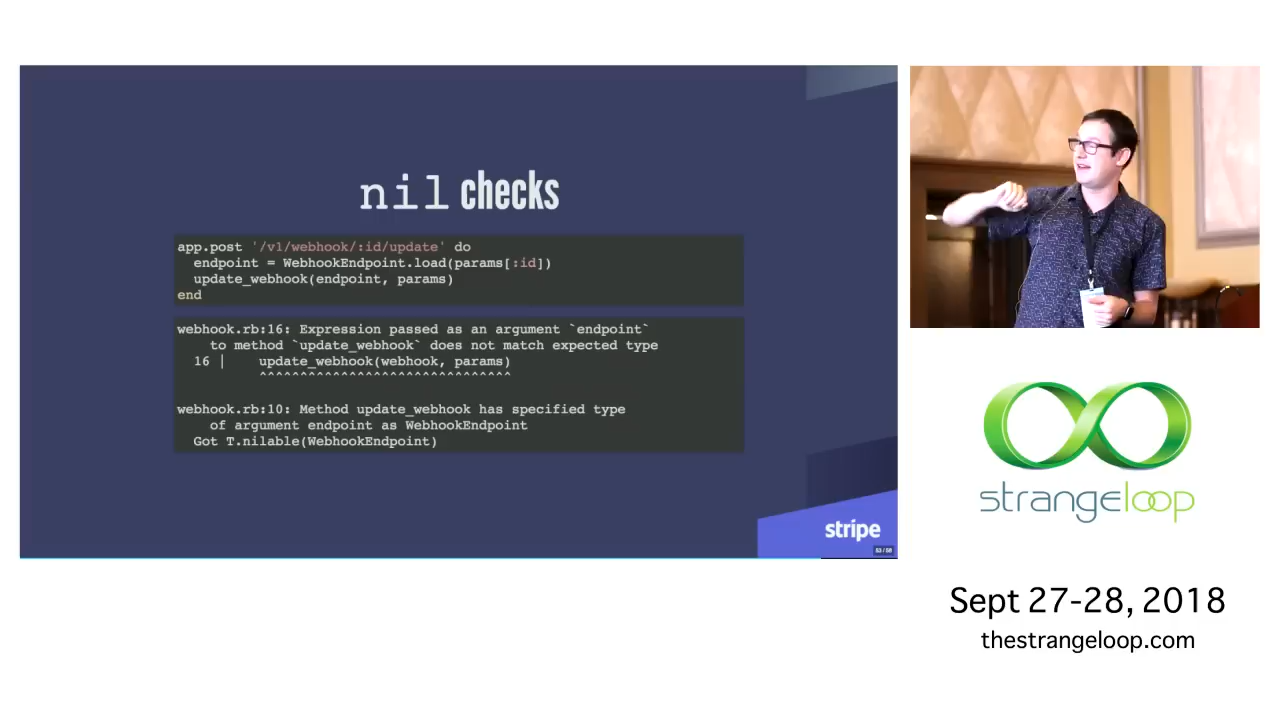 nil checks
app.post '/v1/webhook/:id/update' do
  endpoint = WebhookEndpoint.load(params[:id])
  update_webhook(endpoint, params)
end
webhook.rb:16: Expression passed as an argument `endpoint`
    to method `update_webhook` does not match expected type
  16 |    update_webhook(webhook, params)
          ^^^^^^^^^^^^^^^^^^^^^^^^^^^^^^^
webhook.rb:10: Method update_webhook has specified type
    of argument endpoint as WebhookEndpoint
  Got T.nilable(WebhookEndpoint)
stripe
53 / 58
strangeloop
Sept 27-28, 2018
thestrangeloop.com